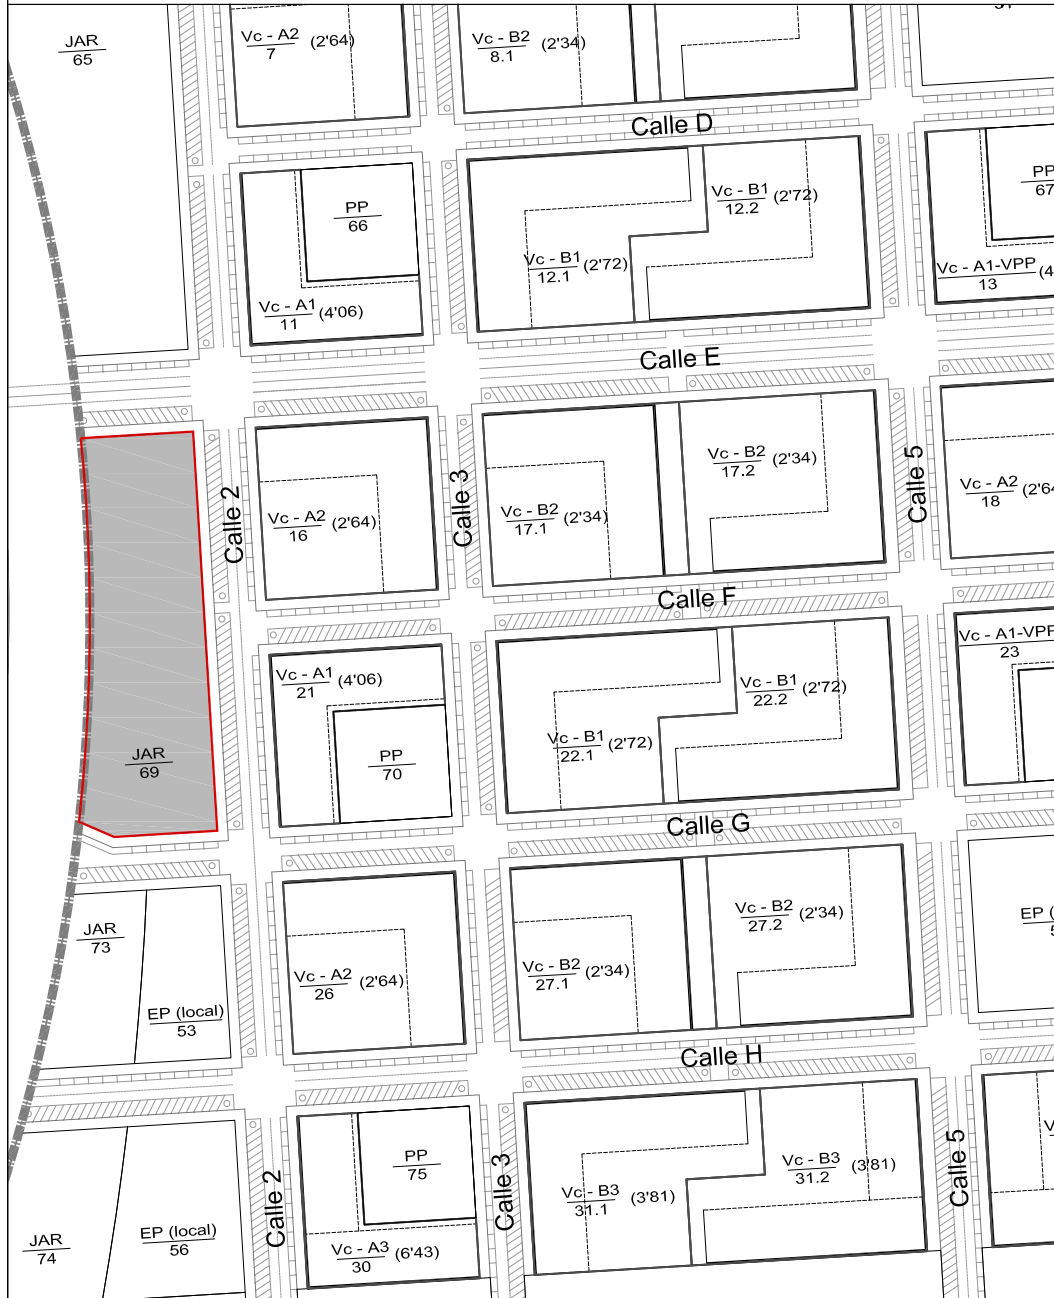 JAR
65
Vc - A2 (2'64)
7
Vc - B2 (2'34)
8.1
Calle D
PP
66
Vc - A1 (4'06)
11
Vc - B1 (2'72)
12.1
Vc - B1 (2'72)
12.2
PP
67
Vc - A1-VPP
13
Calle E
Calle 2
Calle 3
Calle 5
Vc - A2 (2'64)
16
Vc - B2 (2'34)
17.1
Vc - B2 (2'34)
17.2
Vc - A2
18
Calle F
JAR
69
Vc - A1 (4'06)
21
PP
70
Vc - B1 (2'72)
22.1
Vc - B1 (2'72)
22.2
Vc - A1-VPP
23
Calle G
JAR
73
EP (local)
53
Vc - A2 (2'64)
26
Vc - B2 (2'34)
27.1
Vc - B2 (2'34)
27.2
EP
Calle H
Calle 2
Calle 3
Calle 5
JAR
74
EP (local)
56
PP
75
Vc - A3 (6'43)
30
Vc - B3 (3'81)
31.1
Vc - B3 (3'81)
31.2